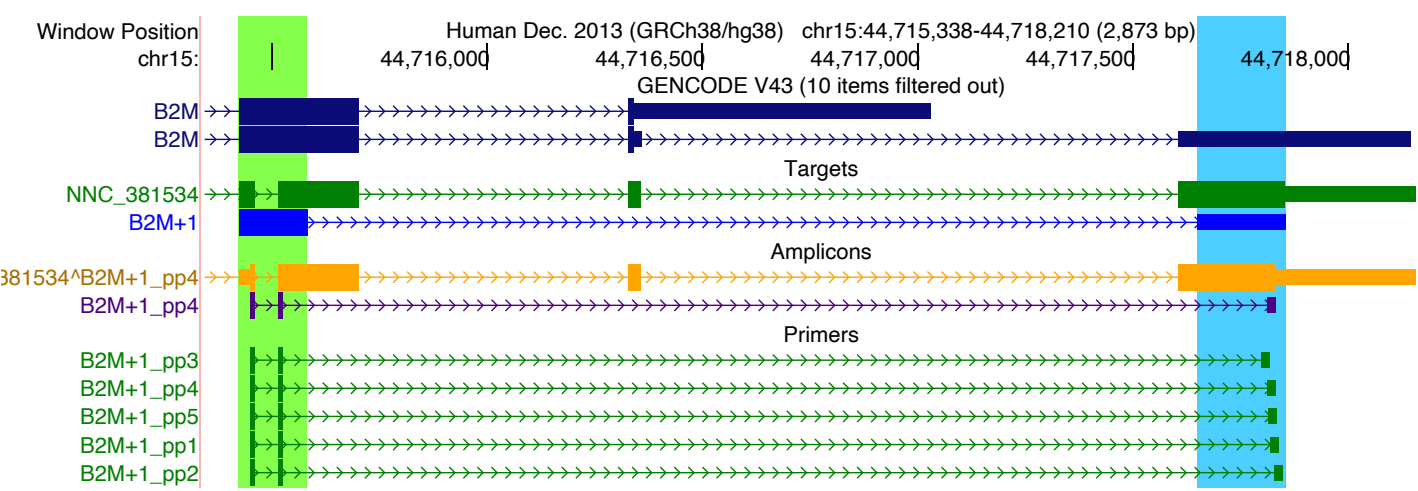 Window Position Human Dec. 2013 (GRCh38/hg38) chr15:44,715,338-44,718,210 (2,873 bp)
chr15: 44,716,000 44,716,500 44,717,000 44,717,500 44,718,000
GENCODE V43 (10 items filtered out)
B2M
B2M
Targets
NNC_381534
B2M+1
Amplicons
381534^B2M+1_pp4
B2M+1_pp4
Primers
B2M+1_pp3
B2M+1_pp4
B2M+1_pp5
B2M+1_pp1
B2M+1_pp2